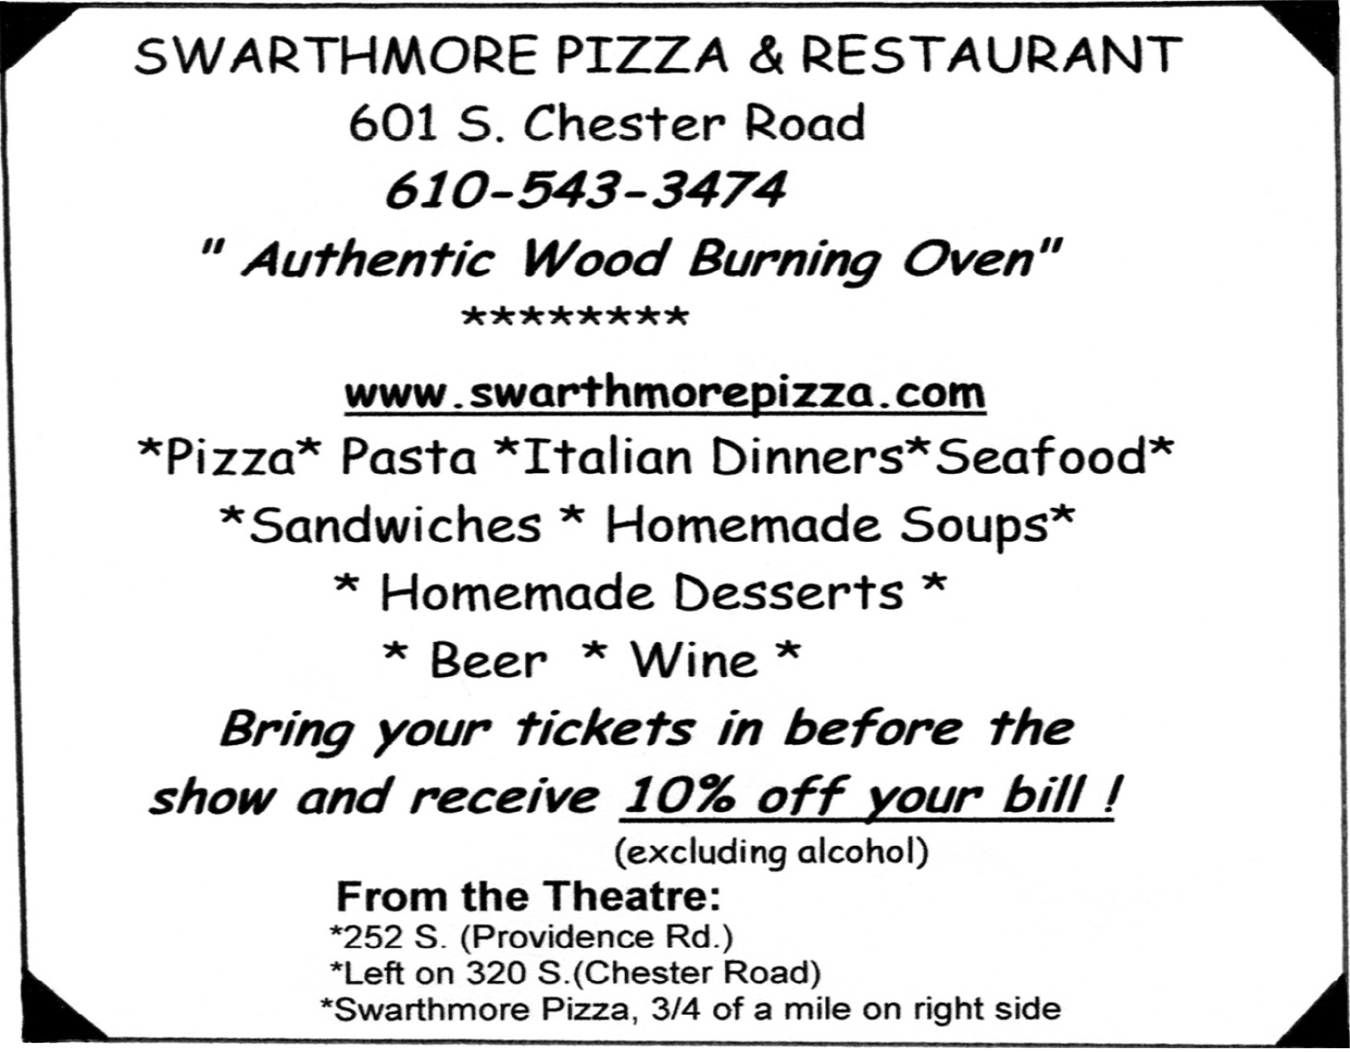 SWARTHMORE PIZZA & RESTAURANT
601 S. Chester Road
610-543-3474
" Authentic Wood Burning Oven"
********
www.swarthmorepizza.com
*Pizza* Pasta *Italian Dinners*Seafood*
*Sandwiches * Homemade Soups*
* Homemade Desserts *
* Beer * Wine *
Bring your tickets in before the
show and receive 10% off your bill !
(excluding alcohol)
From the Theatre:
*252 S. (Providence Rd.)
*Left on 320 S.(Chester Road)
*Swarthmore Pizza, 3/4 of a mile on right side